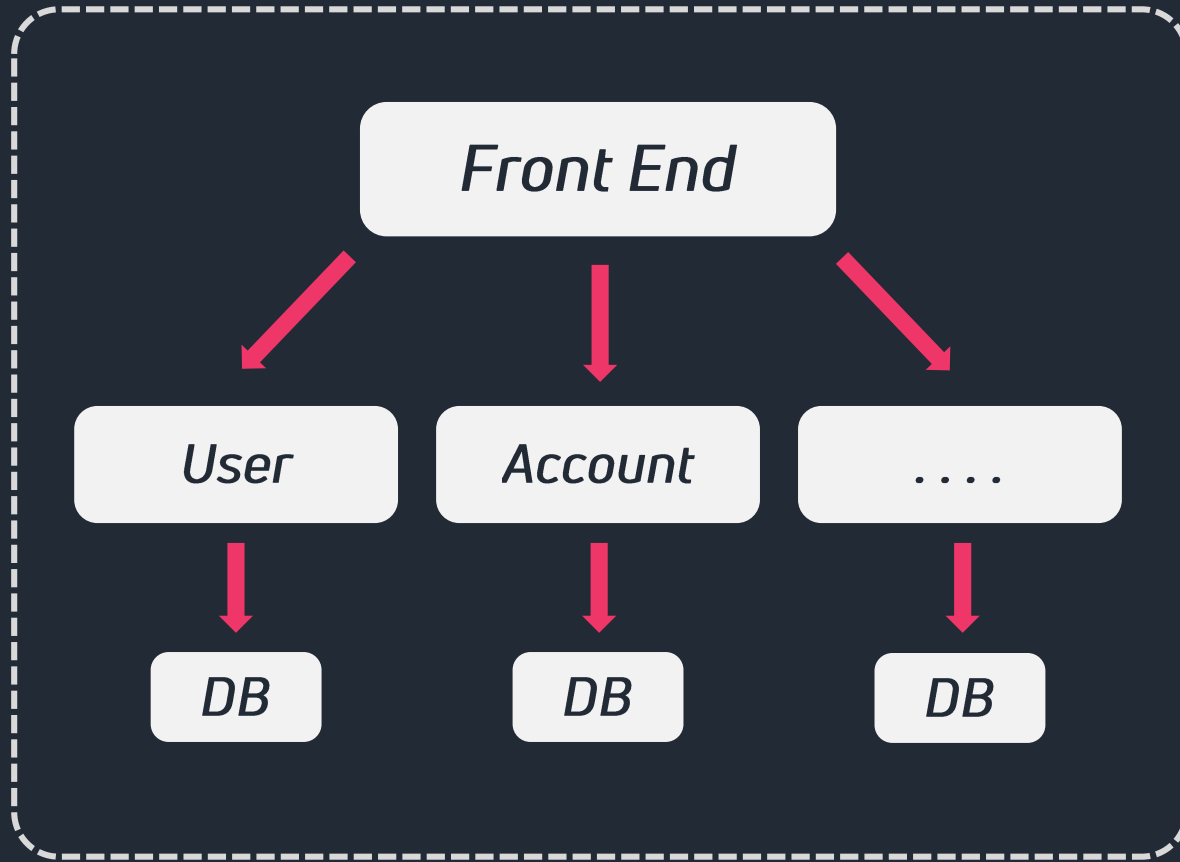 Front End
User
Account
. . . .
DB
DB
DB